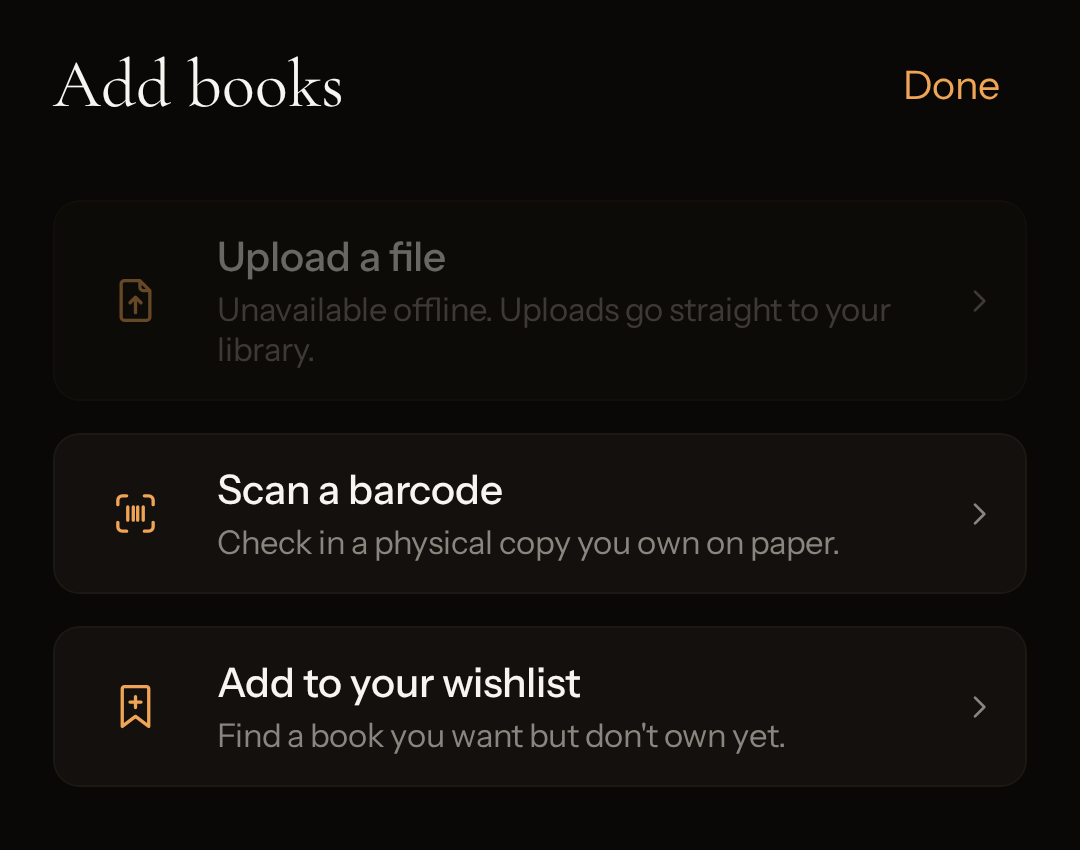 Add books
Done
Upload a file
Unavailable offline. Uploads go straight to your
library.
Scan a barcode
Check in a physical copy you own on paper.
Add to your wishlist
Find a book you want but don't own yet.